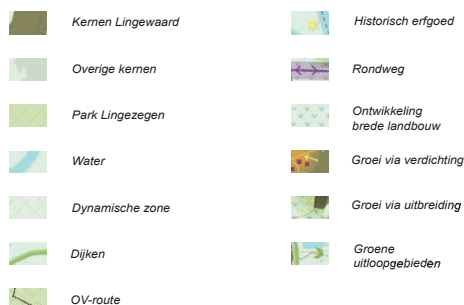 Kernen Lingewaard
Overige kernen
Park Lingezegen
Water
Dynamische zone
Dijken
OV-route
Historisch erfgoed
Rondweg
Ontwikkeling
brede landbouw
Groei via verdichting
Groei via uitbreiding
Groene
uitloopgebieden